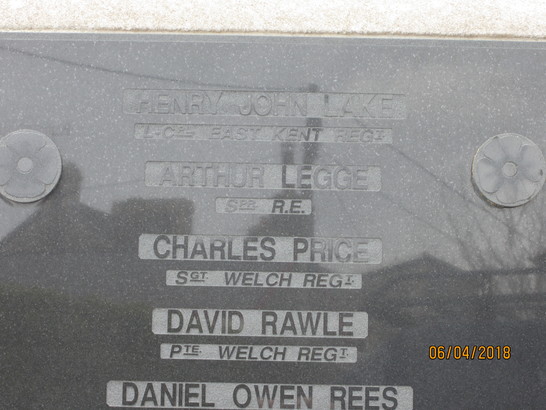 HENRY JOHN LAKE
L.CPL. EAST KENT REGT.
ARTHUR LEGGE
SPR. R.E.
CHARLES PRICE
SGT. WELCH REGT.
DAVID RAWLE
PTE. WELCH REGT.
DANIEL OWEN REES
06/04/2018